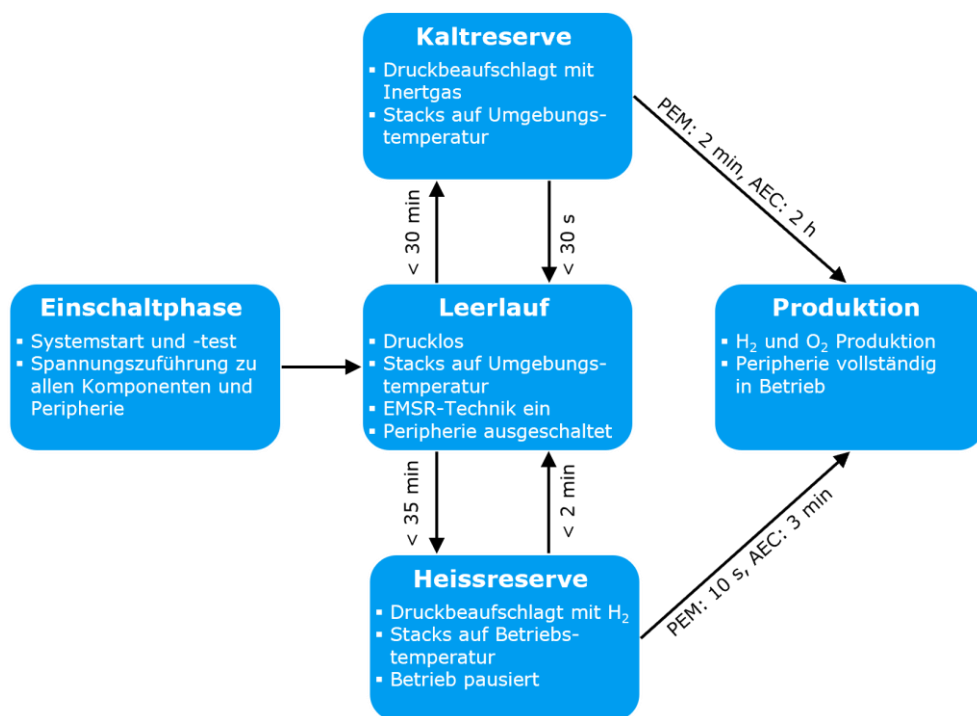 Kaltreserve
▪ Druckbeaufschlagt mit
Inertgas
▪ Stacks auf Umgebungs-
temperatur
PEM: 2 min, AEC: 2 h
< 30 min
< 30 s
Einschaltphase
▪ Systemstart und -test
▪ Spannungszuführung zu
allen Komponenten und
Peripherie
Leerlauf
▪ Drucklos
▪ Stacks auf Umgebungs-
temperatur
▪ EMSR-Technik ein
▪ Peripherie ausgeschaltet
Produktion
▪ H₂ und O₂ Produktion
▪ Peripherie vollständig
in Betrieb
< 35 min
< 2 min
PEM: 10 s, AEC: 3 min
Heissreserve
▪ Druckbeaufschlagt mit H₂
▪ Stacks auf Betriebs-
temperatur
▪ Betrieb pausiert